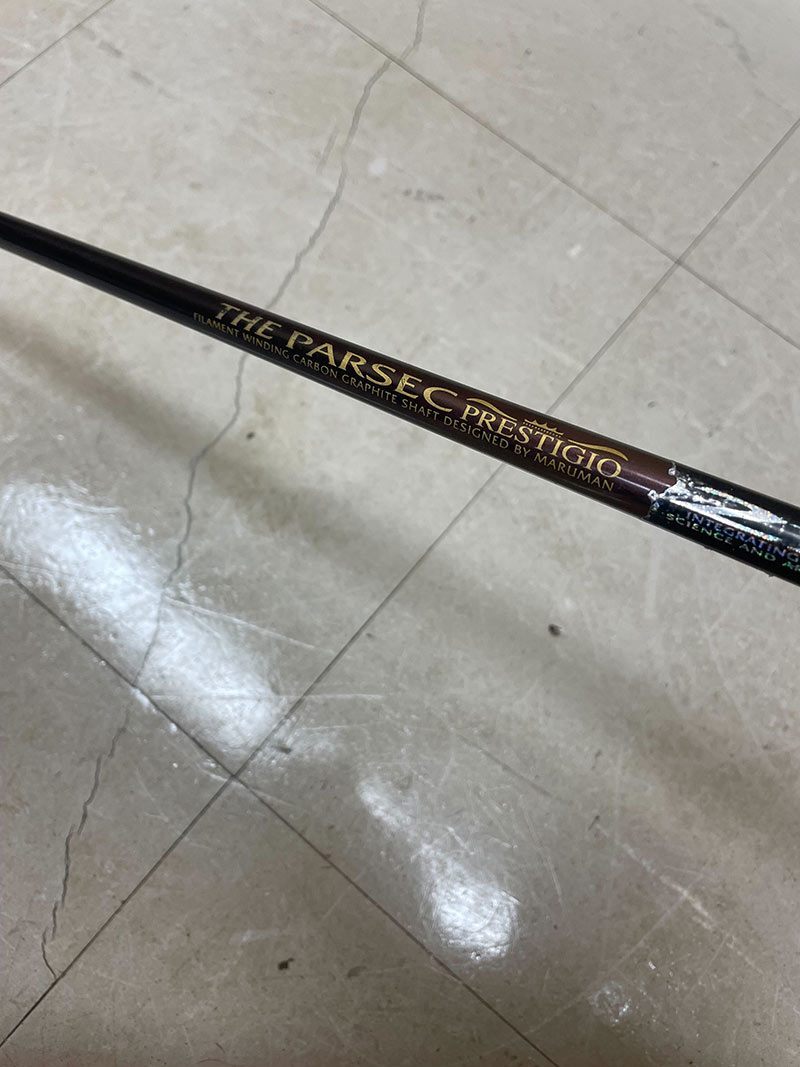 THE PARSEC PRESTIGIO
FILAMENT WINDING CARBON GRAPHITE SHAFT DESIGNED BY MARUMAN
INTEGRATING
SCIENCE AND